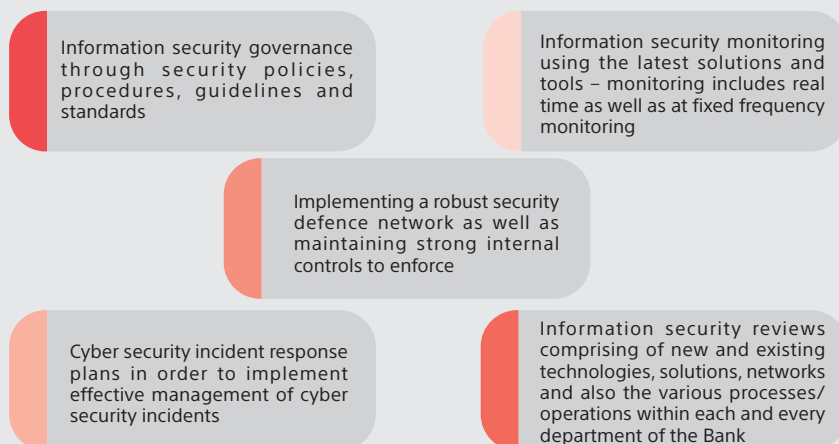 Information security governance
through security policies,
procedures, guidelines and
standards
Information security monitoring
using the latest solutions and
tools – monitoring includes real
time as well as at fixed frequency
monitoring
Implementing a robust security
defence network as well as
maintaining strong internal
controls to enforce
Cyber security incident response
plans in order to implement
effective management of cyber
security incidents
Information security reviews
comprising of new and existing
technologies, solutions, networks
and also the various processes/
operations within each and every
department of the Bank